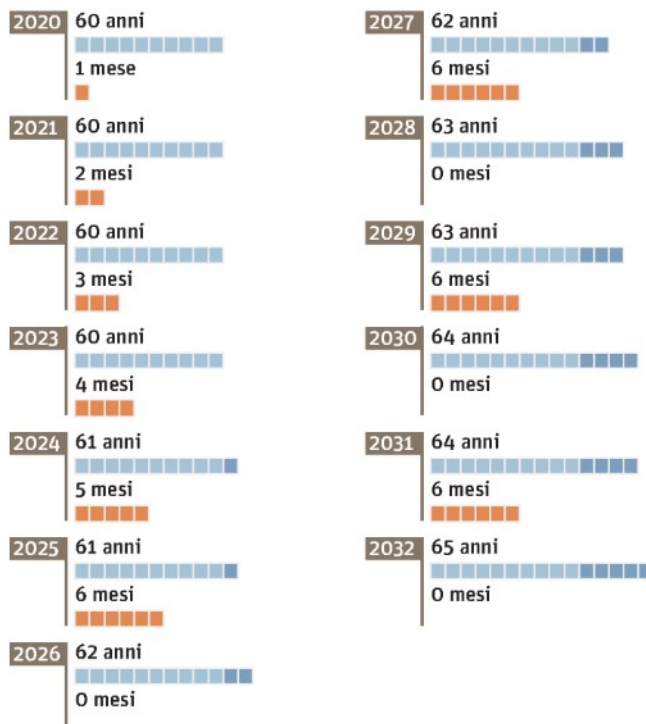 2020
60 anni
1 mese
2021
60 anni
2 mesi
2022
60 anni
3 mesi
2023
60 anni
4 mesi
2024
61 anni
5 mesi
2025
61 anni
6 mesi
2026
62 anni
0 mesi
2027
62 anni
6 mesi
2028
63 anni
0 mesi
2029
63 anni
6 mesi
2030
64 anni
0 mesi
2031
64 anni
6 mesi
2032
65 anni
0 mesi